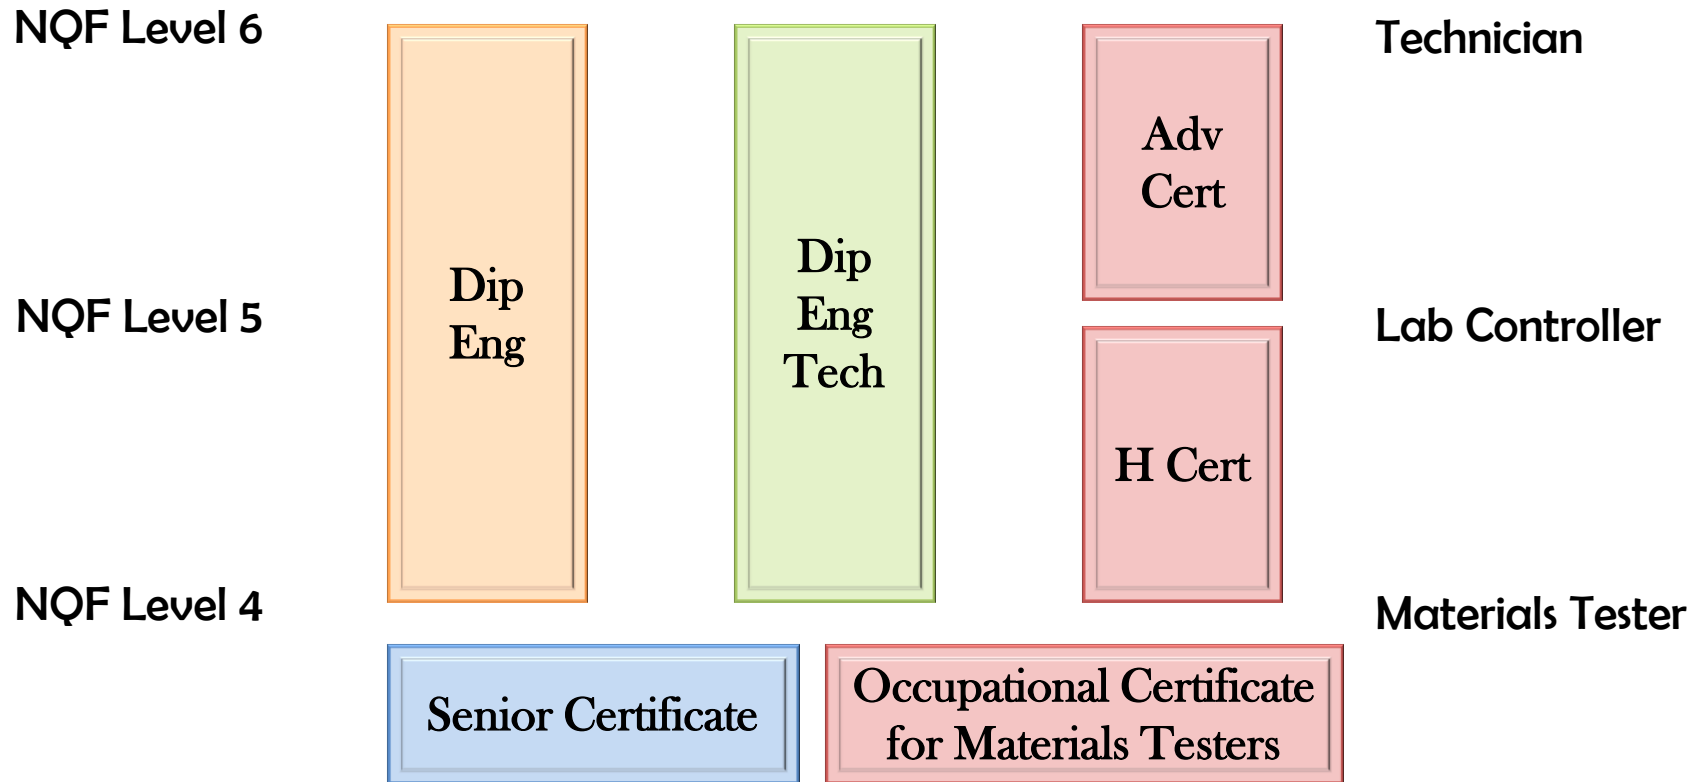 NQF Level 6
Technician
Adv
Cert
Dip
Eng
Dip
Eng
Tech
NQF Level 5
Lab Controller
H Cert
NQF Level 4
Materials Tester
Senior Certificate
Occupational Certificate
for Materials Testers